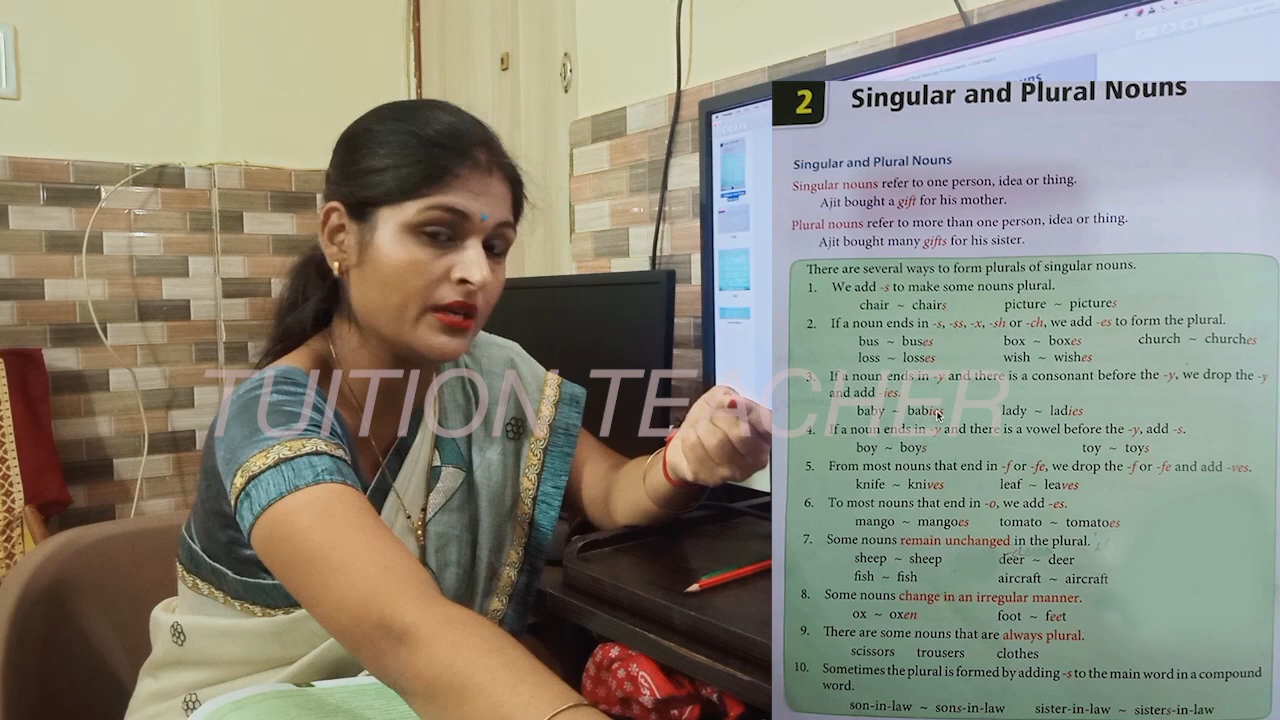 2 Singular and Plural Nouns
Singular and Plural Nouns
Singular nouns refer to one person, idea or thing.
Ajit bought a gift for his mother.
Plural nouns refer to more than one person, idea or thing.
Ajit bought many gifts for his sister.
There are several ways to form plurals of singular nouns.
1. We add -s to make some nouns plural.
chair ~ chairs picture ~ pictures
2. If a noun ends in -s, -ss, -x, -sh or -ch, we add -es to form the plural.
bus ~ buses box ~ boxes church ~ churches
loss ~ losses wish ~ wishes
3. If a noun ends in -y and there is a consonant before the -y, we drop the -y
and add -ies.
baby ~ babies lady ~ ladies
4. If a noun ends in -y and there is a vowel before the -y, add -s.
boy ~ boys toy ~ toys
5. From most nouns that end in -f or -fe, we drop the -f or -fe and add -ves.
knife ~ knives leaf ~ leaves
6. To most nouns that end in -o, we add -es.
mango ~ mangoes tomato ~ tomatoes
7. Some nouns remain unchanged in the plural.
sheep ~ sheep deer ~ deer
fish ~ fish aircraft ~ aircraft
8. Some nouns change in an irregular manner.
ox ~ oxen foot ~ feet
9. There are some nouns that are always plural.
scissors trousers clothes
10. Sometimes the plural is formed by adding -s to the main word in a compound
word.
son-in-law ~ sons-in-law sister-in-law ~ sisters-in-law
TUITION TEACHER